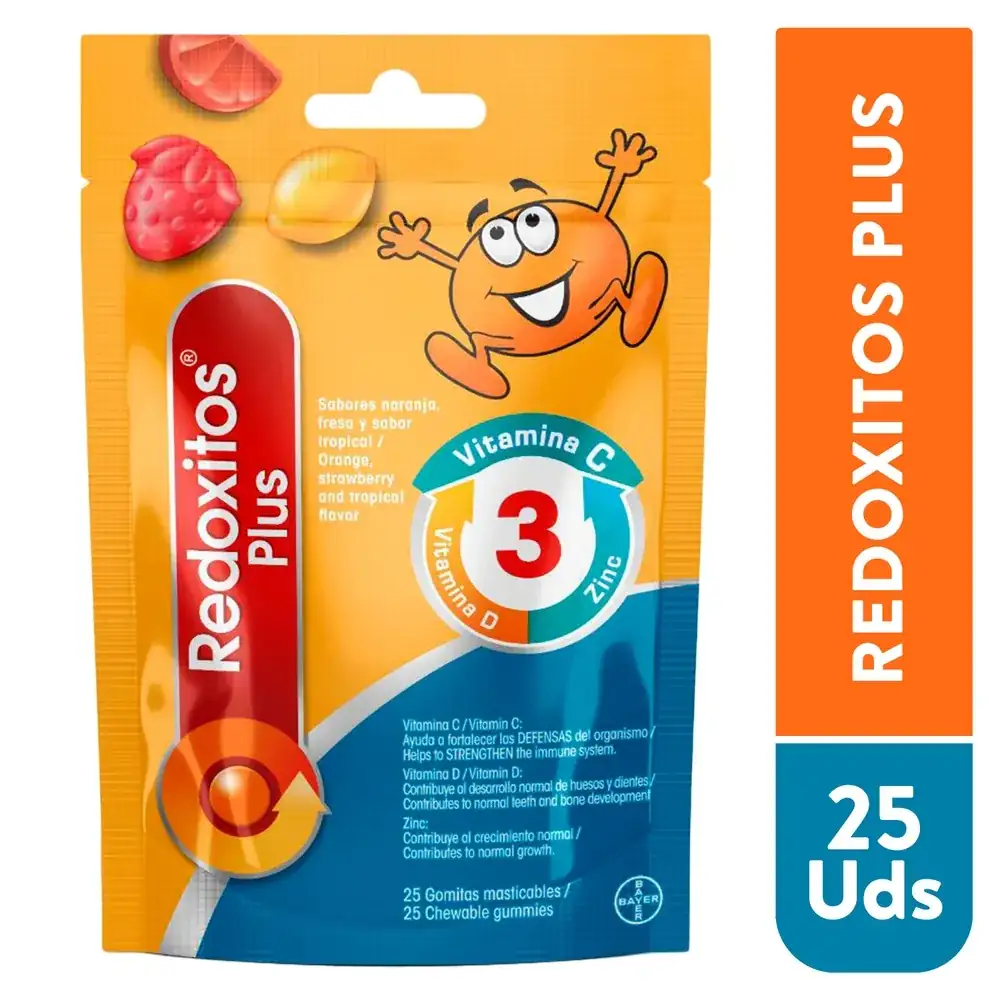 Redoxitos®
Plus
Sabores naranja,
fresa y sabor
tropical /
Orange,
strawberry
and tropical
flavor
Vitamina C
Vitamina D
3
Zinc
Vitamina C / Vitamin C:
Ayuda a fortalecer las DEFENSAS del organismo /
Helps to STRENGTHEN the immune system.
Vitamina D / Vitamin D:
Contribuye al desarrollo normal de huesos y dientes /
Contributes to normal teeth and bone development
Zinc:
Contribuye al crecimiento normal /
Contributes to normal growth.
25 Gomitas masticables /
25 Chewable gummies
BAYER
BAYER
REDOXITOS PLUS
25
Uds